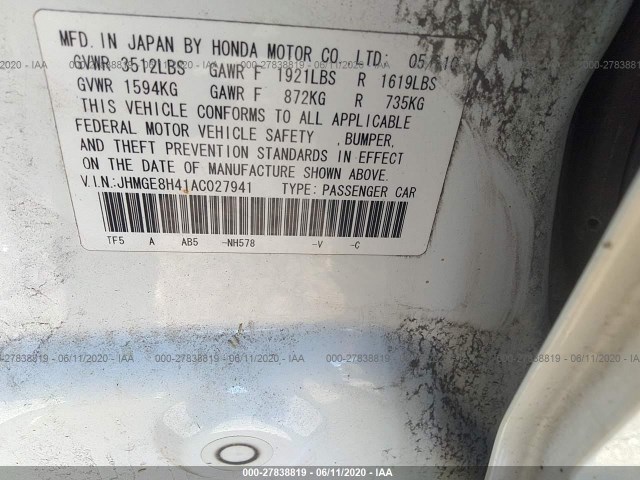 MFD. IN JAPAN BY HONDA MOTOR CO. LTD: 05/10
GVWR 3512LBS GAWR F 1921LBS R 1619LBS
GVWR 1594KG GAWR F 872KG R 735KG
THIS VEHICLE CONFORMS TO ALL APPLICABLE
FEDERAL MOTOR VEHICLE SAFETY , BUMPER,
AND THEFT PREVENTION STANDARDS IN EFFECT
ON THE DATE OF MANUFACTURE SHOWN ABOVE.
V.I.N.:JHMGE8H41AC027941 TYPE: PASSENGER CAR
TF5 A AB5 -NH578 -V -C
000-27838819 - 06/11/2020 - IAA